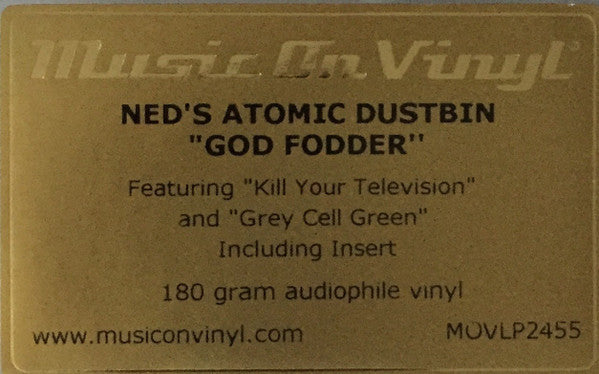 Music On Vinyl®
NED'S ATOMIC DUSTBIN
"GOD FODDER"
Featuring "Kill Your Television"
and "Grey Cell Green"
Including Insert
180 gram audiophile vinyl
www.musiconvinyl.com MOVLP2455